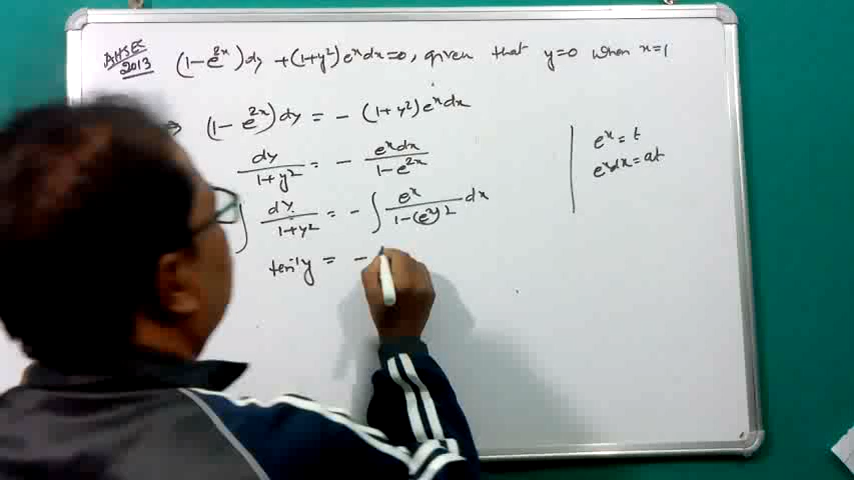 AHSEC 2013 (1-e^{2x})dy + (1+y²)e^x dx=0, given that y=0 when x=1
⇒ (1-e^{2x})dy = - (1+y²)e^x dx
dy/(1+y²) = - e^x dx/(1-e^{2x})
∫ dy/(1+y²) = - ∫ e^x/(1-(e^x)²) dx
tan⁻¹y = -
e^x = t
e^x dx = dt